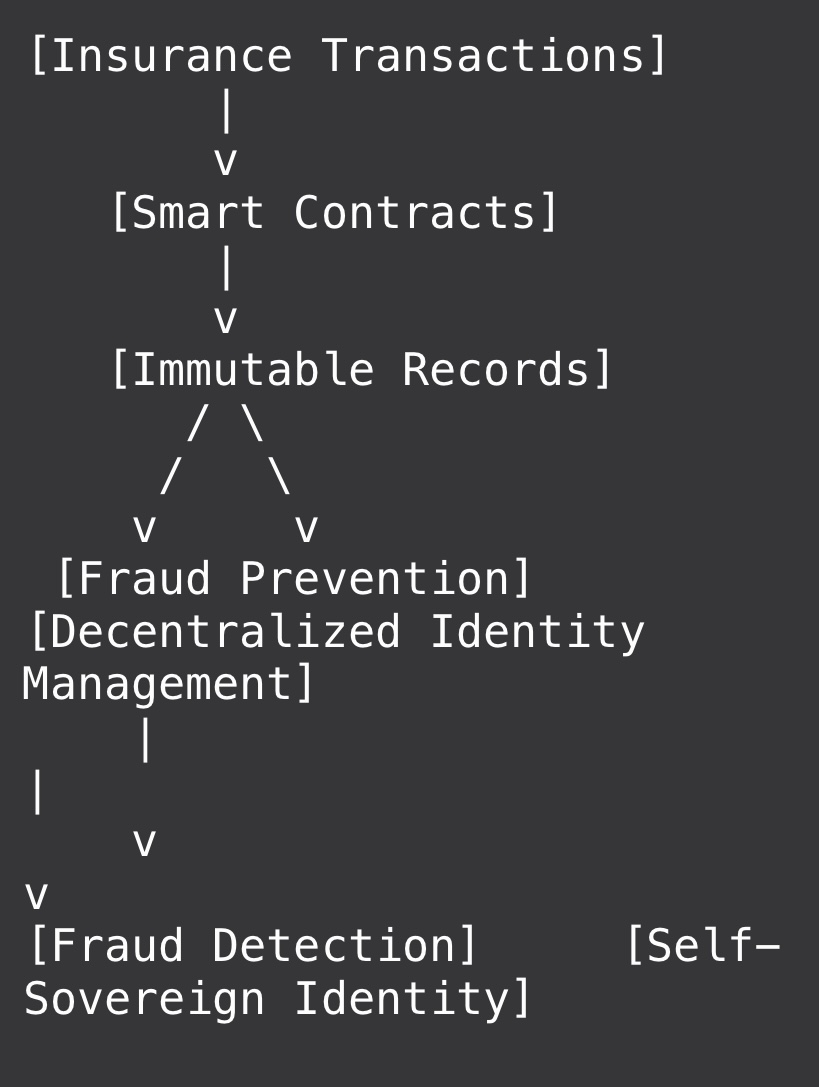 [Insurance Transactions]
|
v
[Smart Contracts]
|
v
[Immutable Records]
/ \
/ \
v v
[Fraud Prevention]
[Decentralized Identity
Management]
|
|
v
v
[Fraud Detection] [Self-
Sovereign Identity]